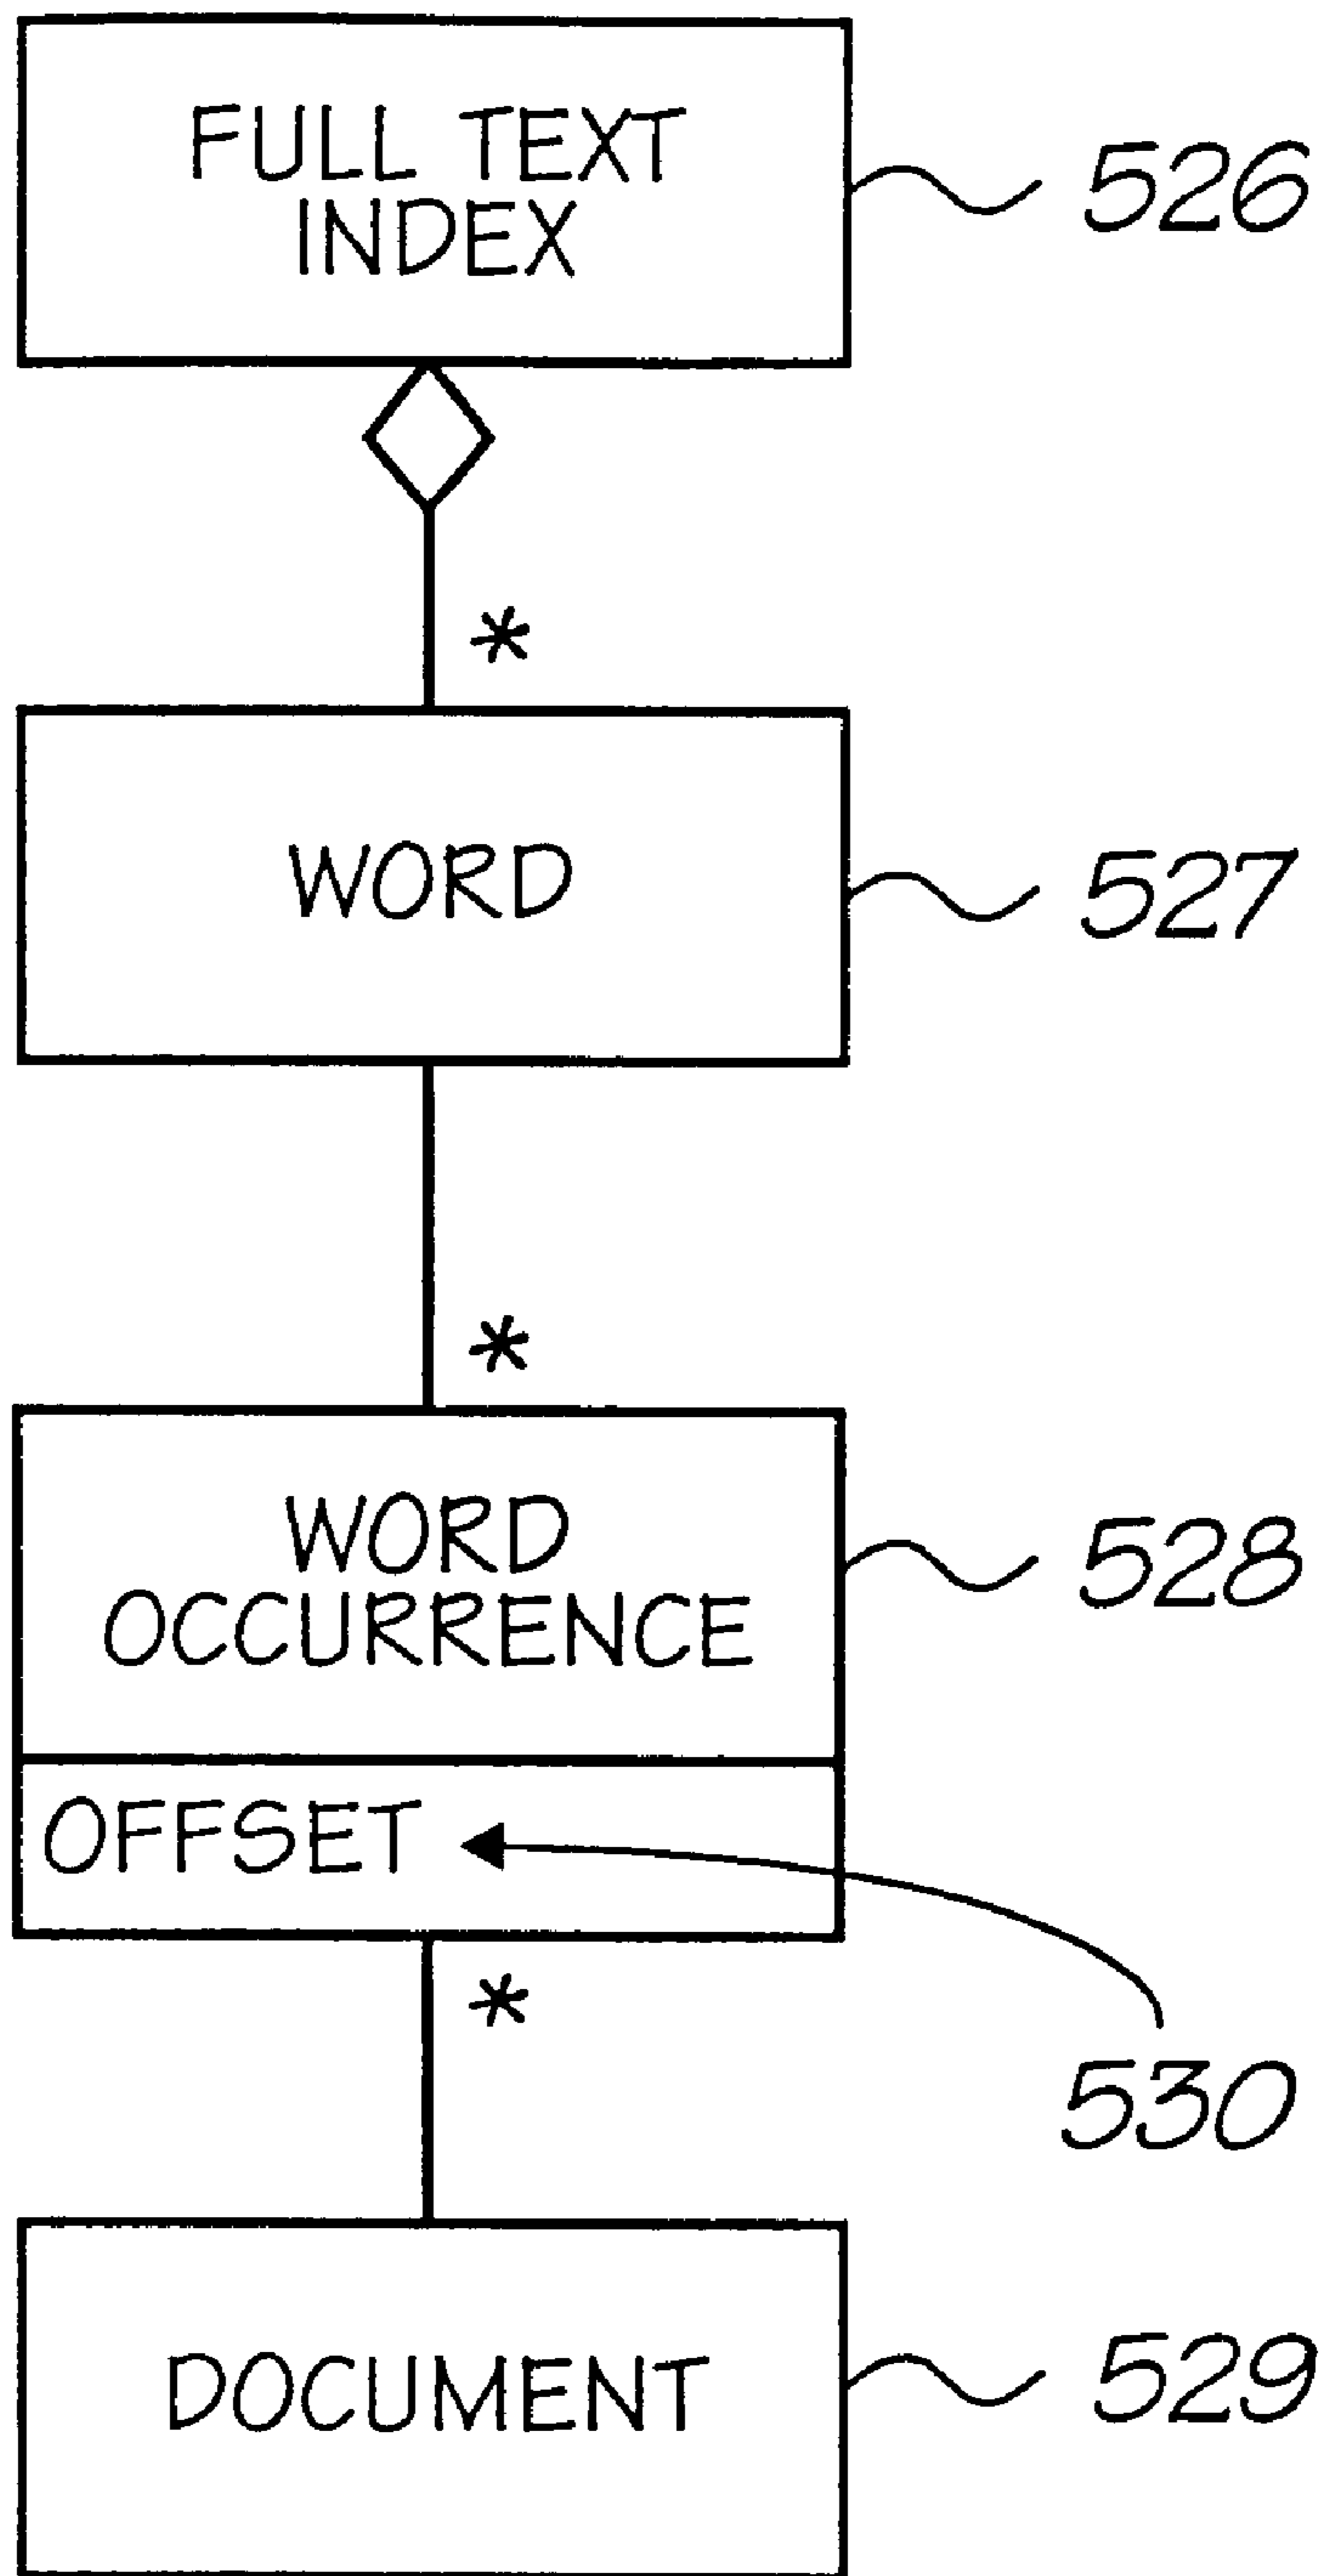 FULL TEXT
INDEX
526
*
WORD
527
*
WORD
OCCURRENCE
528
OFFSET
*
530
DOCUMENT
529